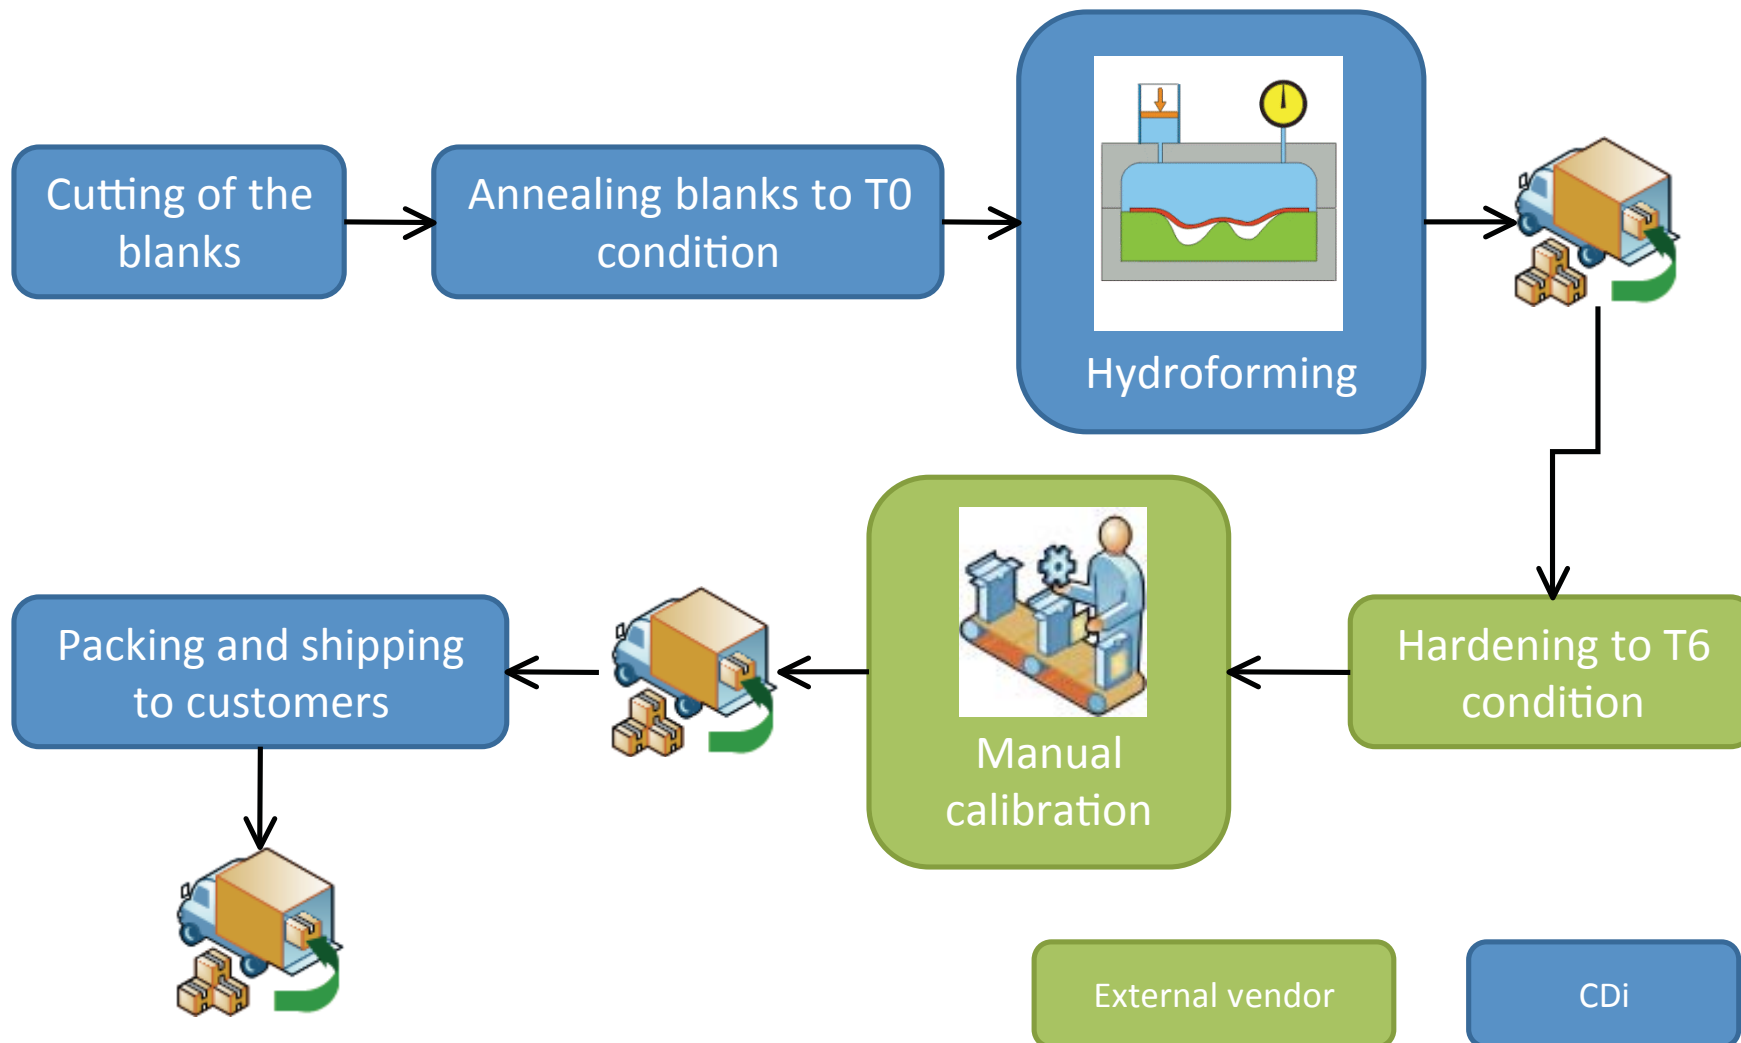 Cutting of the
blanks
Annealing blanks to T0
condition
Hydroforming
Packing and shipping
to customers
Manual
calibration
Hardening to T6
condition
External vendor
CDi